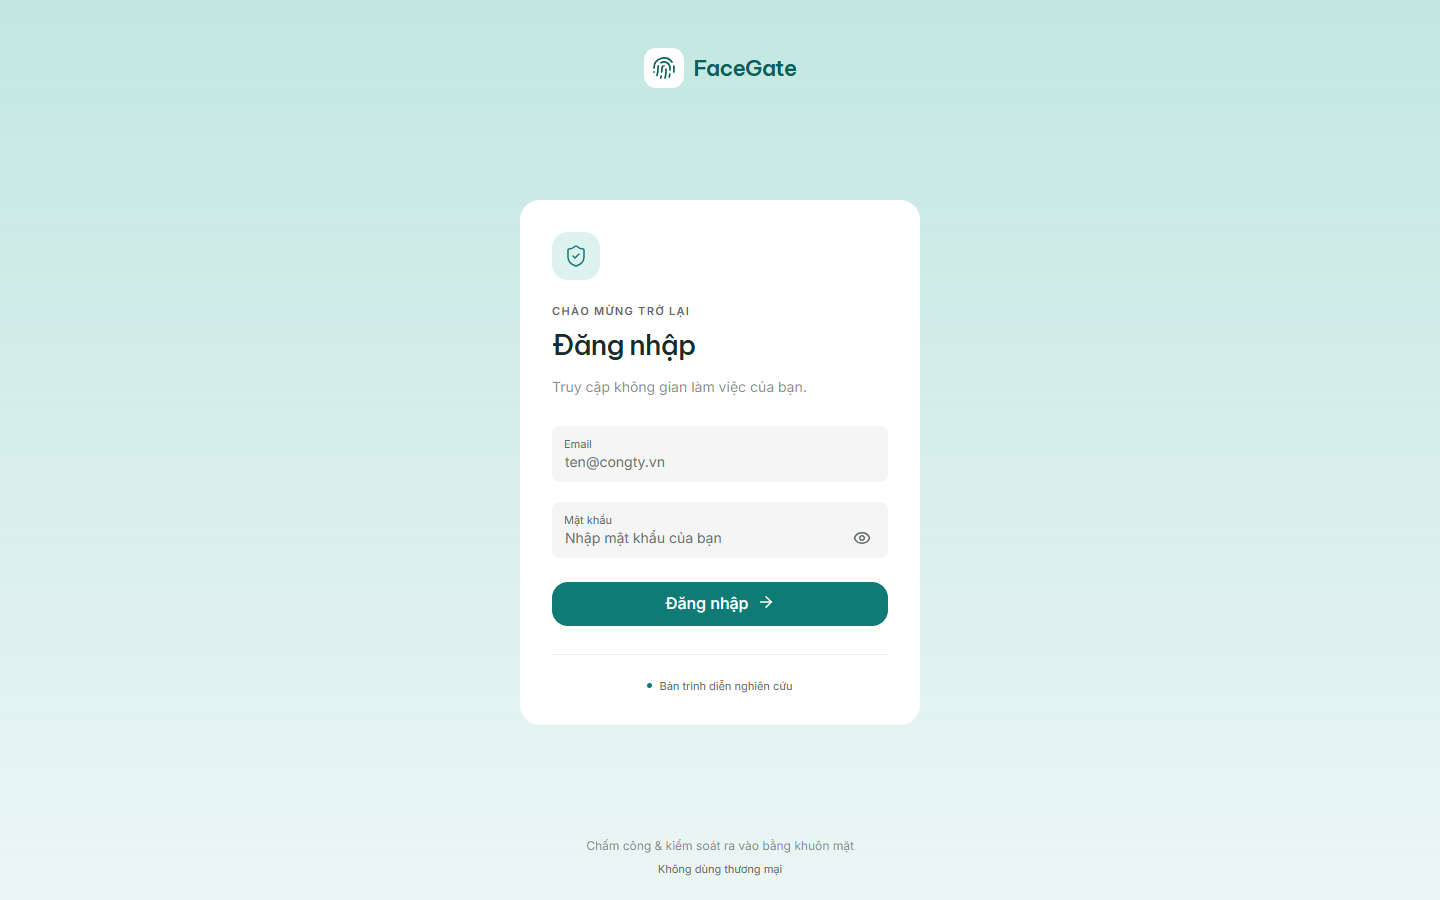 FaceGate
CHÀO MỪNG TRỞ LẠI
Đăng nhập
Truy cập không gian làm việc của bạn.
Email
ten@congty.vn
Mật khẩu
Nhập mật khẩu của bạn
Đăng nhập
Bản trình diễn nghiên cứu
Chấm công & kiểm soát ra vào bằng khuôn mặt
Không dùng thương mại